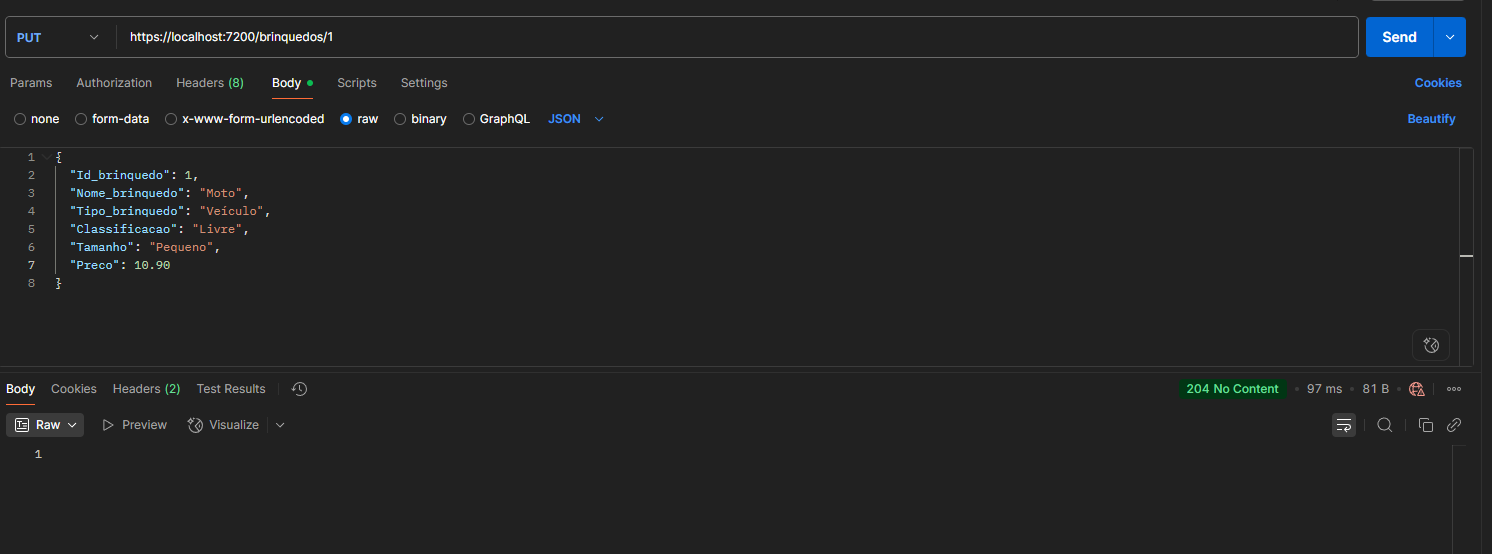 PUT https://localhost:7200/brinquedos/1 Send
Params Authorization Headers (8) Body Scripts Settings Cookies
none form-data x-www-form-urlencoded raw binary GraphQL JSON Beautify
1 {
2 "Id_brinquedo": 1,
3 "Nome_brinquedo": "Moto",
4 "Tipo_brinquedo": "Veículo",
5 "Classificacao": "Livre",
6 "Tamanho": "Pequeno",
7 "Preco": 10.90
8 }
Body Cookies Headers (2) Test Results 204 No Content • 97 ms • 81 B •
Raw Preview Visualize
1